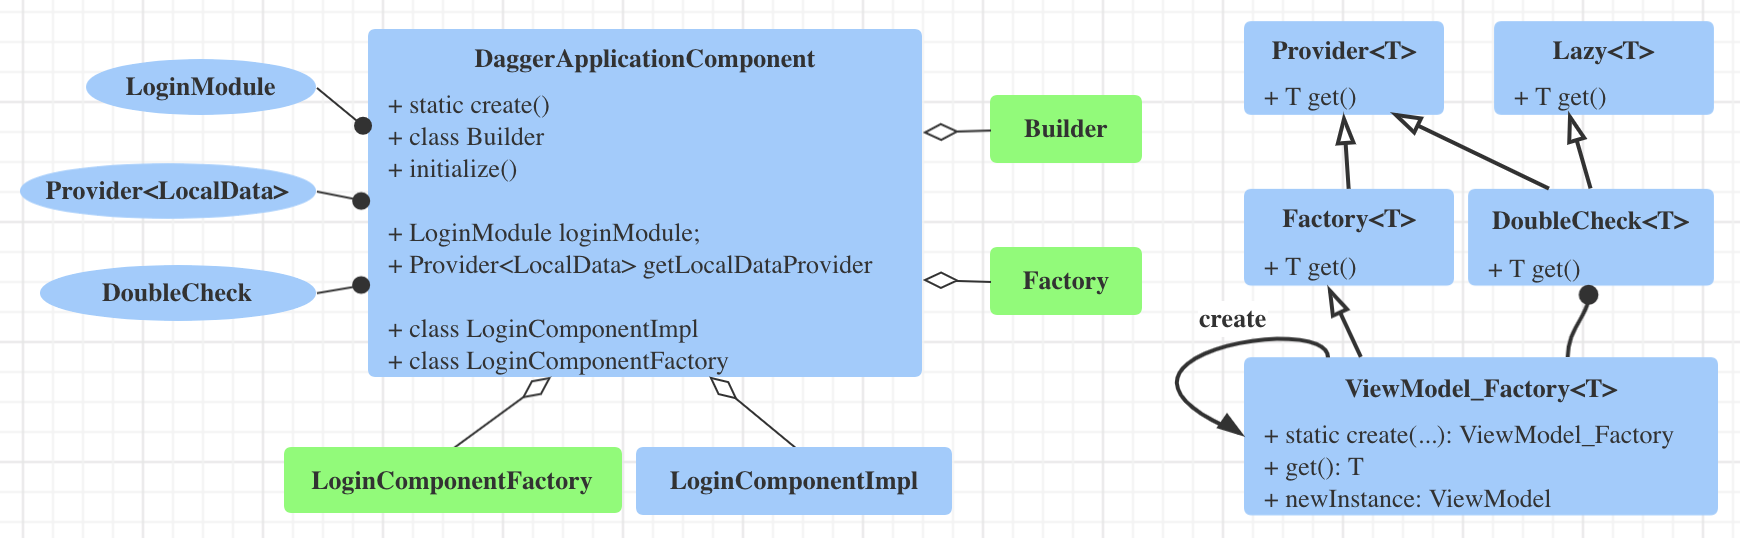 LoginModule
Provider<LocalData>
DoubleCheck
DaggerApplicationComponent
+ static create()
+ class Builder
+ initialize()
+ LoginModule loginModule;
+ Provider<LocalData> getLocalDataProvider
+ class LoginComponentImpl
+ class LoginComponentFactory
Builder
Factory
LoginComponentFactory
LoginComponentImpl
Provider<T>
+ T get()
Lazy<T>
+ T get()
Factory<T>
+ T get()
DoubleCheck<T>
+ T get()
create
ViewModel_Factory<T>
+ static create(...): ViewModel_Factory
+ get(): T
+ newInstance: ViewModel